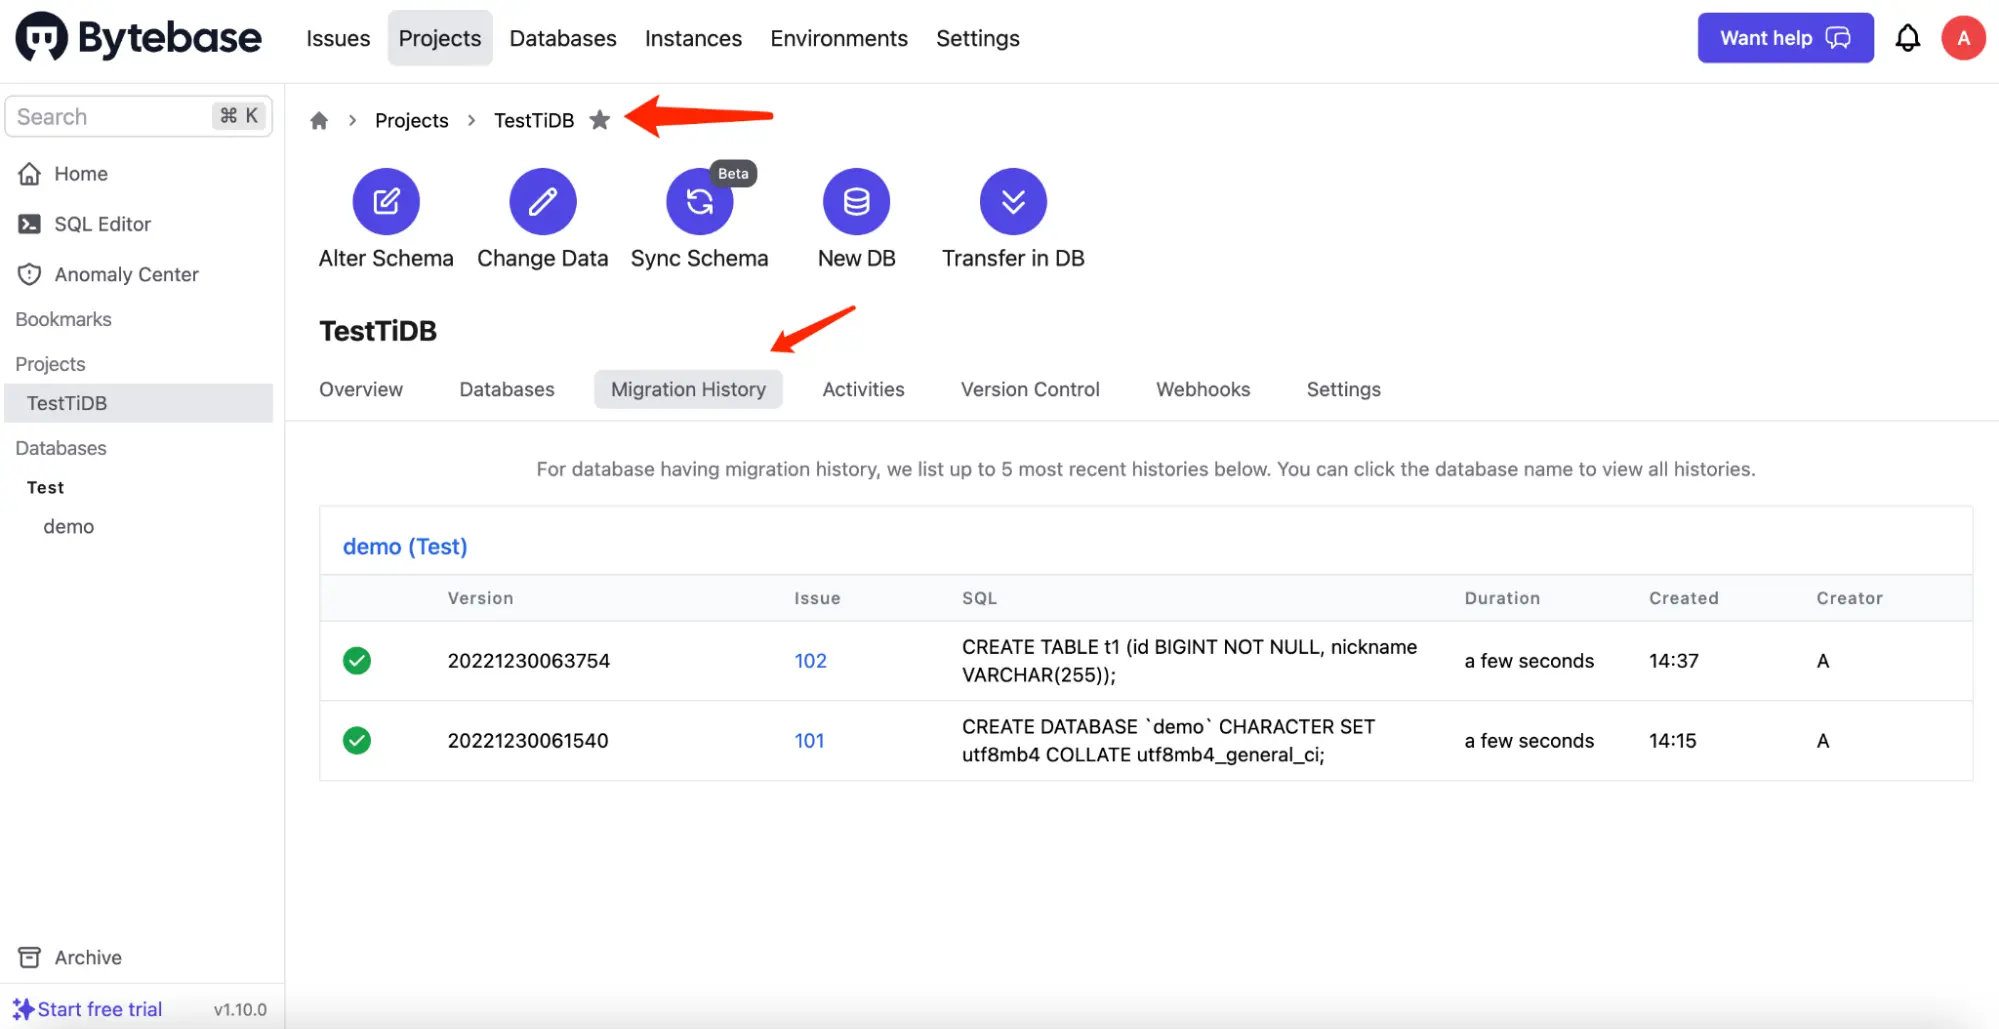 Bytebase
Issues Projects Databases Instances Environments Settings
Want help
A
Search ⌘ K
Home
SQL Editor
Anomaly Center
Bookmarks
Projects
TestTiDB
Databases
Test
demo
Archive
Start free trial v1.10.0
Projects > TestTiDB
Beta
Alter Schema Change Data Sync Schema New DB Transfer in DB
TestTiDB
Overview Databases Migration History Activities Version Control Webhooks Settings
For database having migration history, we list up to 5 most recent histories below. You can click the database name to view all histories.
demo (Test)
Version Issue SQL Duration Created Creator
20221230063754 102 CREATE TABLE t1 (id BIGINT NOT NULL, nickname a few seconds 14:37 A
VARCHAR(255));
20221230061540 101 CREATE DATABASE `demo` CHARACTER SET a few seconds 14:15 A
utf8mb4 COLLATE utf8mb4_general_ci;